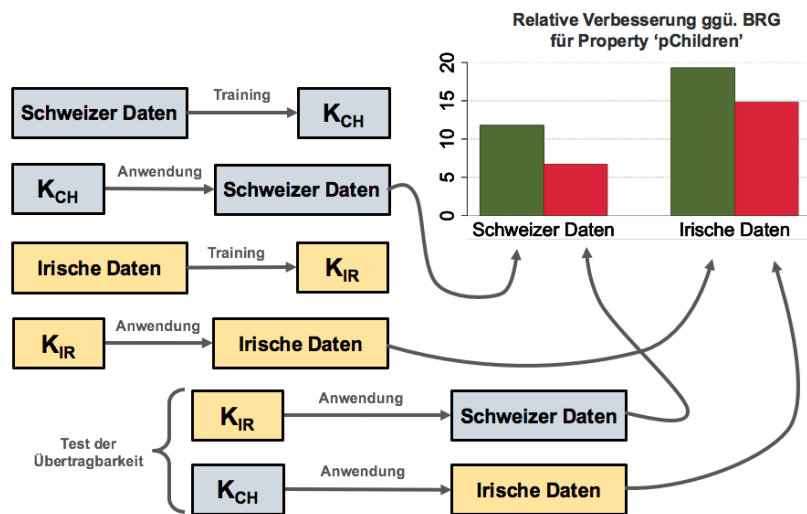 Relative Verbesserung ggü. BRG
für Property ‘pChildren’
20
15
10
5
0
Schweizer Daten
Irische Daten
Schweizer Daten
Training
KCH
KCH
Anwendung
Schweizer Daten
Irische Daten
Training
KIR
KIR
Anwendung
Irische Daten
Test der
Übertragbarkeit
KIR
Anwendung
Schweizer Daten
KCH
Anwendung
Irische Daten